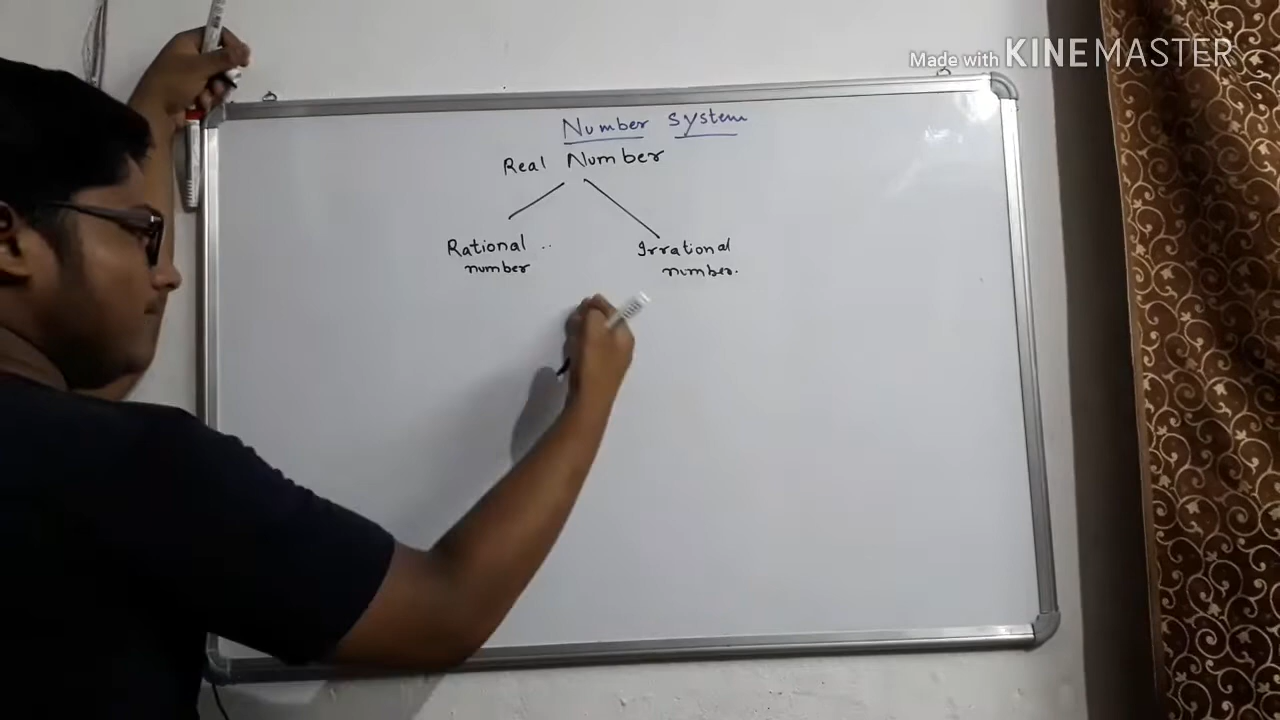 Made with KINEMASTER
Number System
Real Number
Rational ..
number
Irrational
number.